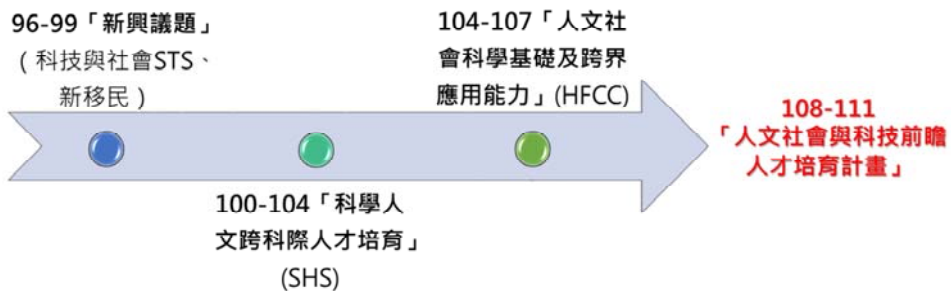 96-99「新興議題」
（科技與社會STS、
新移民）
100-104「科學人
文跨科際人才培育」
(SHS)
104-107「人文社
會科學基礎及跨界
應用能力」(HFCC)
108-111
「人文社會與科技前瞻
人才培育計畫」